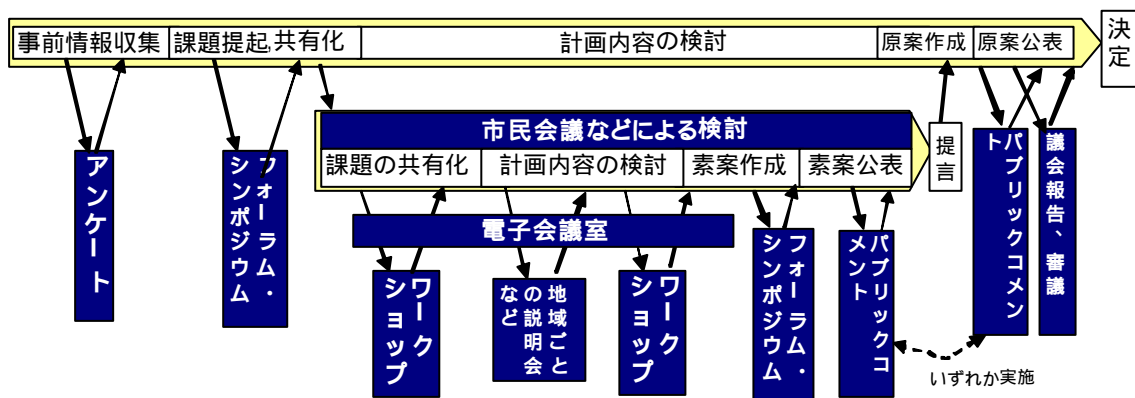 事前情報収集
課題提起,共有化
計画内容の検討
原案作成
原案公表
決定
市民会議などによる検討
課題の共有化
計画内容の検討
素案作成
素案公表
提言
電子会議室
アンケート
フォーラム・
シンポジウム
ワーク
ショップ
地域ごと
の説明会
など
ワーク
ショップ
フォーラム・
シンポジウム
パブリックコ
メント
パブリックコメン
ト
議会報告、審議
いずれか実施